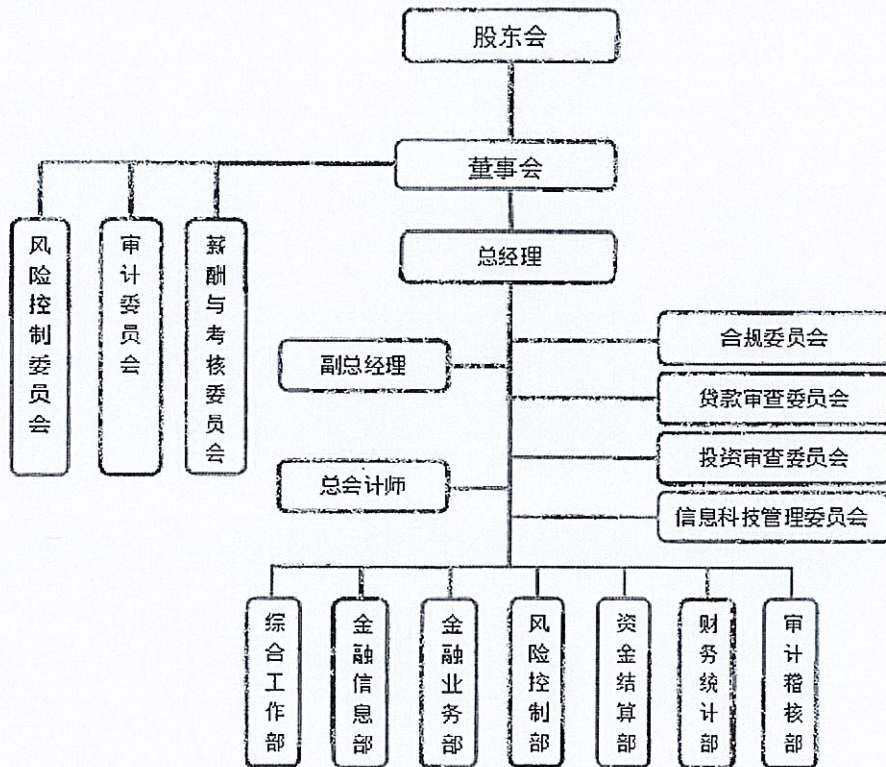 股东会
董事会
总经理
风险控制委员会
审计委员会
薪酬与考核委员会
副总经理
总会计师
合规委员会
贷款审查委员会
投资审查委员会
信息科技管理委员会
综合工作部
金融信息部
金融业务部
风险控制部
资金结算部
财务统计部
审计稽核部